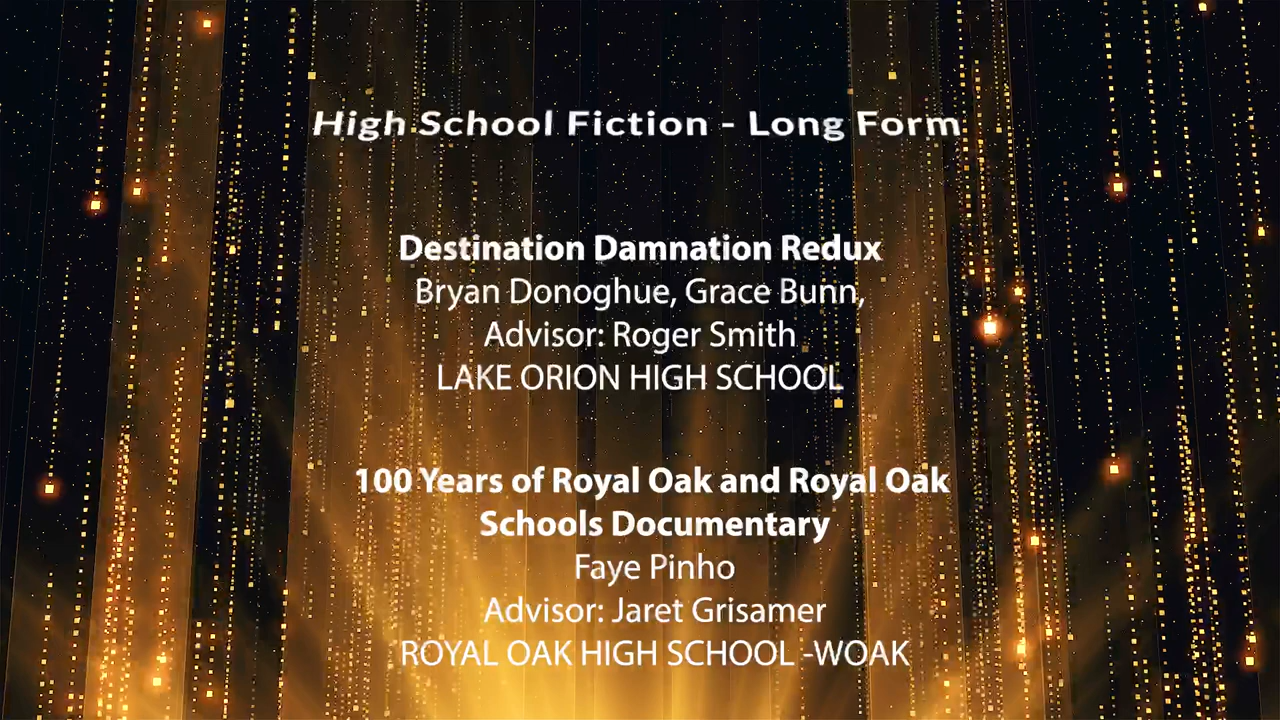 High School Fiction - Long Form
Destination Damnation Redux
Bryan Donoghue, Grace Bunn,
Advisor: Roger Smith
LAKE ORION HIGH SCHOOL
100 Years of Royal Oak and Royal Oak
Schools Documentary
Faye Pinho
Advisor: Jaret Grisamer
ROYAL OAK HIGH SCHOOL -WOAK